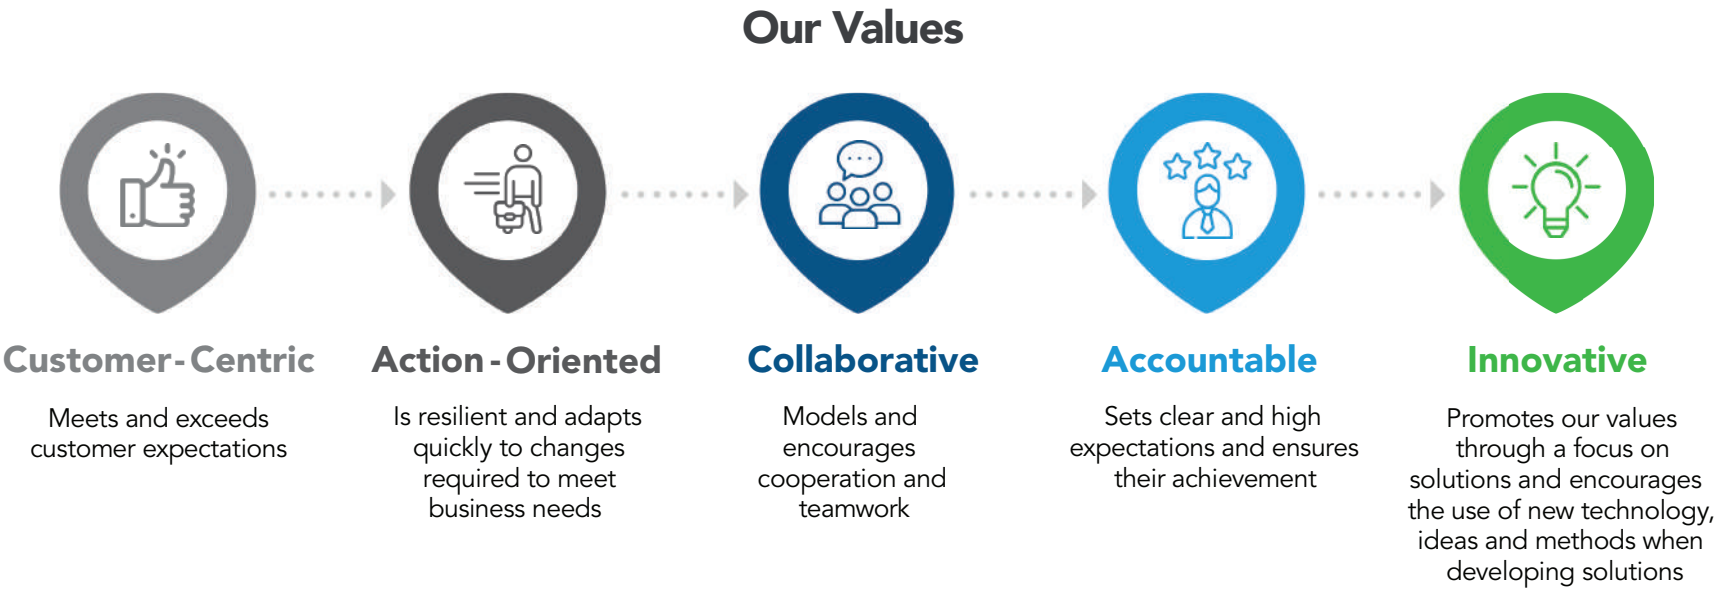 Our Values
Customer-Centric
Meets and exceeds
customer expectations
Action-Oriented
Is resilient and adapts
quickly to changes
required to meet
business needs
Collaborative
Models and
encourages
cooperation and
teamwork
Accountable
Sets clear and high
expectations and ensures
their achievement
Innovative
Promotes our values
through a focus on
solutions and encourages
the use of new technology,
ideas and methods when
developing solutions